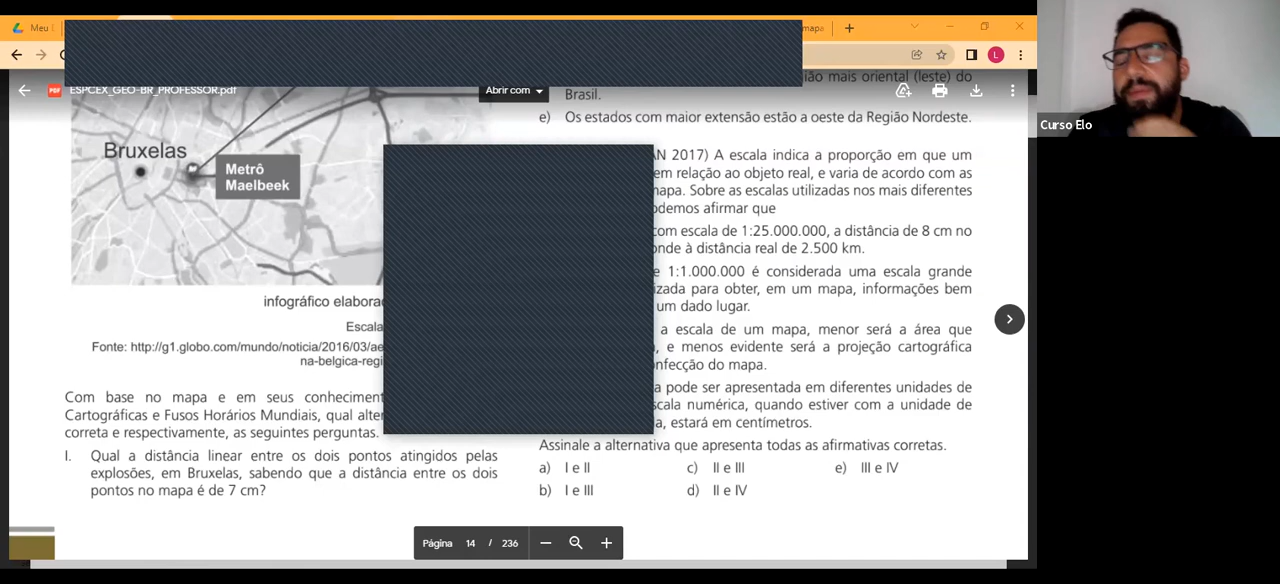 Meu
mapa
ESPCEX_GEO-BR_PROFESSOR.pdf
Abrir com
L
Curso Elo
Bruxelas
Metrô
Maelbeek
infográfico elaborad
Escala
Fonte: http://g1.globo.com/mundo/noticia/2016/03/ae
na-belgica-regi
Com base no mapa e em seus conheciment
Cartográficas e Fusos Horários Mundiais, qual alter
correta e respectivamente, as seguintes perguntas.
I. Qual a distância linear entre os dois pontos atingidos pelas
explosões, em Bruxelas, sabendo que a distância entre os dois
pontos no mapa é de 7 cm?
ião mais oriental (leste) do
Brasil.
e) Os estados com maior extensão estão a oeste da Região Nordeste.
AN 2017) A escala indica a proporção em que um
em relação ao objeto real, e varia de acordo com as
mapa. Sobre as escalas utilizadas nos mais diferentes
odemos afirmar que
com escala de 1:25.000.000, a distância de 8 cm no
onde à distância real de 2.500 km.
e 1:1.000.000 é considerada uma escala grande
izada para obter, em um mapa, informações bem
um dado lugar.
a escala de um mapa, menor será a área que
, e menos evidente será a projeção cartográfica
onfecção do mapa.
a pode ser apresentada em diferentes unidades de
scala numérica, quando estiver com a unidade de
a, estará em centímetros.
Assinale a alternativa que apresenta todas as afirmativas corretas.
a) I e II c) II e III e) III e IV
b) I e III d) II e IV
Página 14 / 236